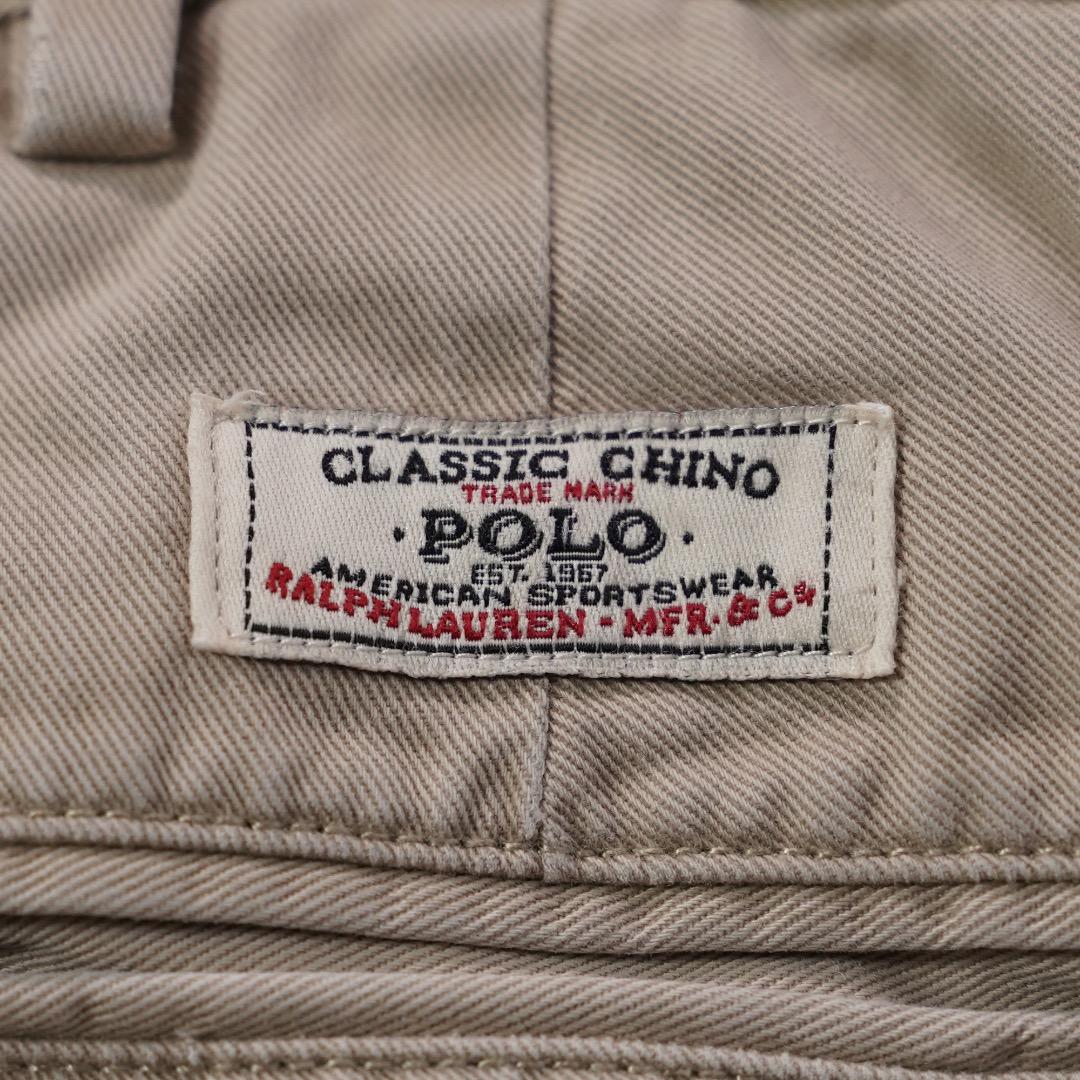 CLASSIC CHINO
TRADE MARK
· POLO ·
EST. 1967
AMERICAN SPORTSWEAR
RALPH LAUREN - MFR. & Co.